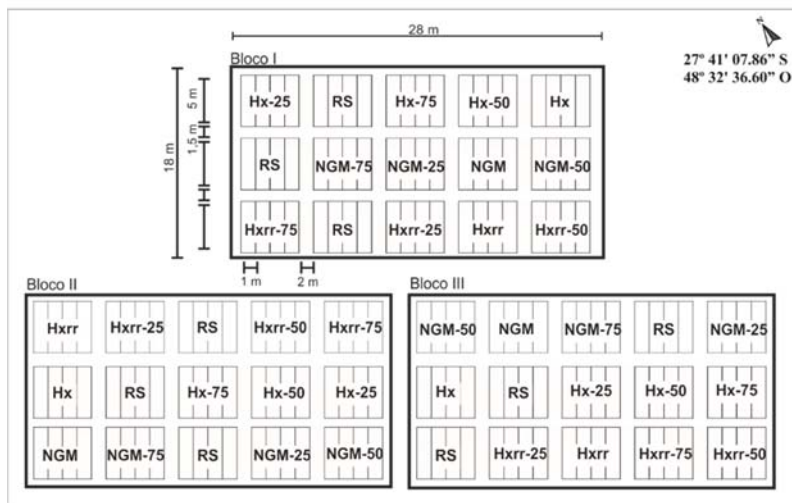 28 m
N
27º 41' 07.86” S
48º 32' 36.60” O
Bloco I
18 m
5 m
1,5 m
Hx-25 RS Hx-75 Hx-50 Hx
RS NGM-75 NGM-25 NGM NGM-50
Hxrr-75 RS Hxrr-25 Hxrr Hxrr-50
1 m 2 m
Bloco II
Hxrr Hxrr-25 RS Hxrr-50 Hxrr-75
Hx RS Hx-75 Hx-50 Hx-25
NGM NGM-75 RS NGM-25 NGM-50
Bloco III
NGM-50 NGM NGM-75 RS NGM-25
Hx RS Hx-25 Hx-50 Hx-75
RS Hxrr-25 Hxrr Hxrr-75 Hxrr-50